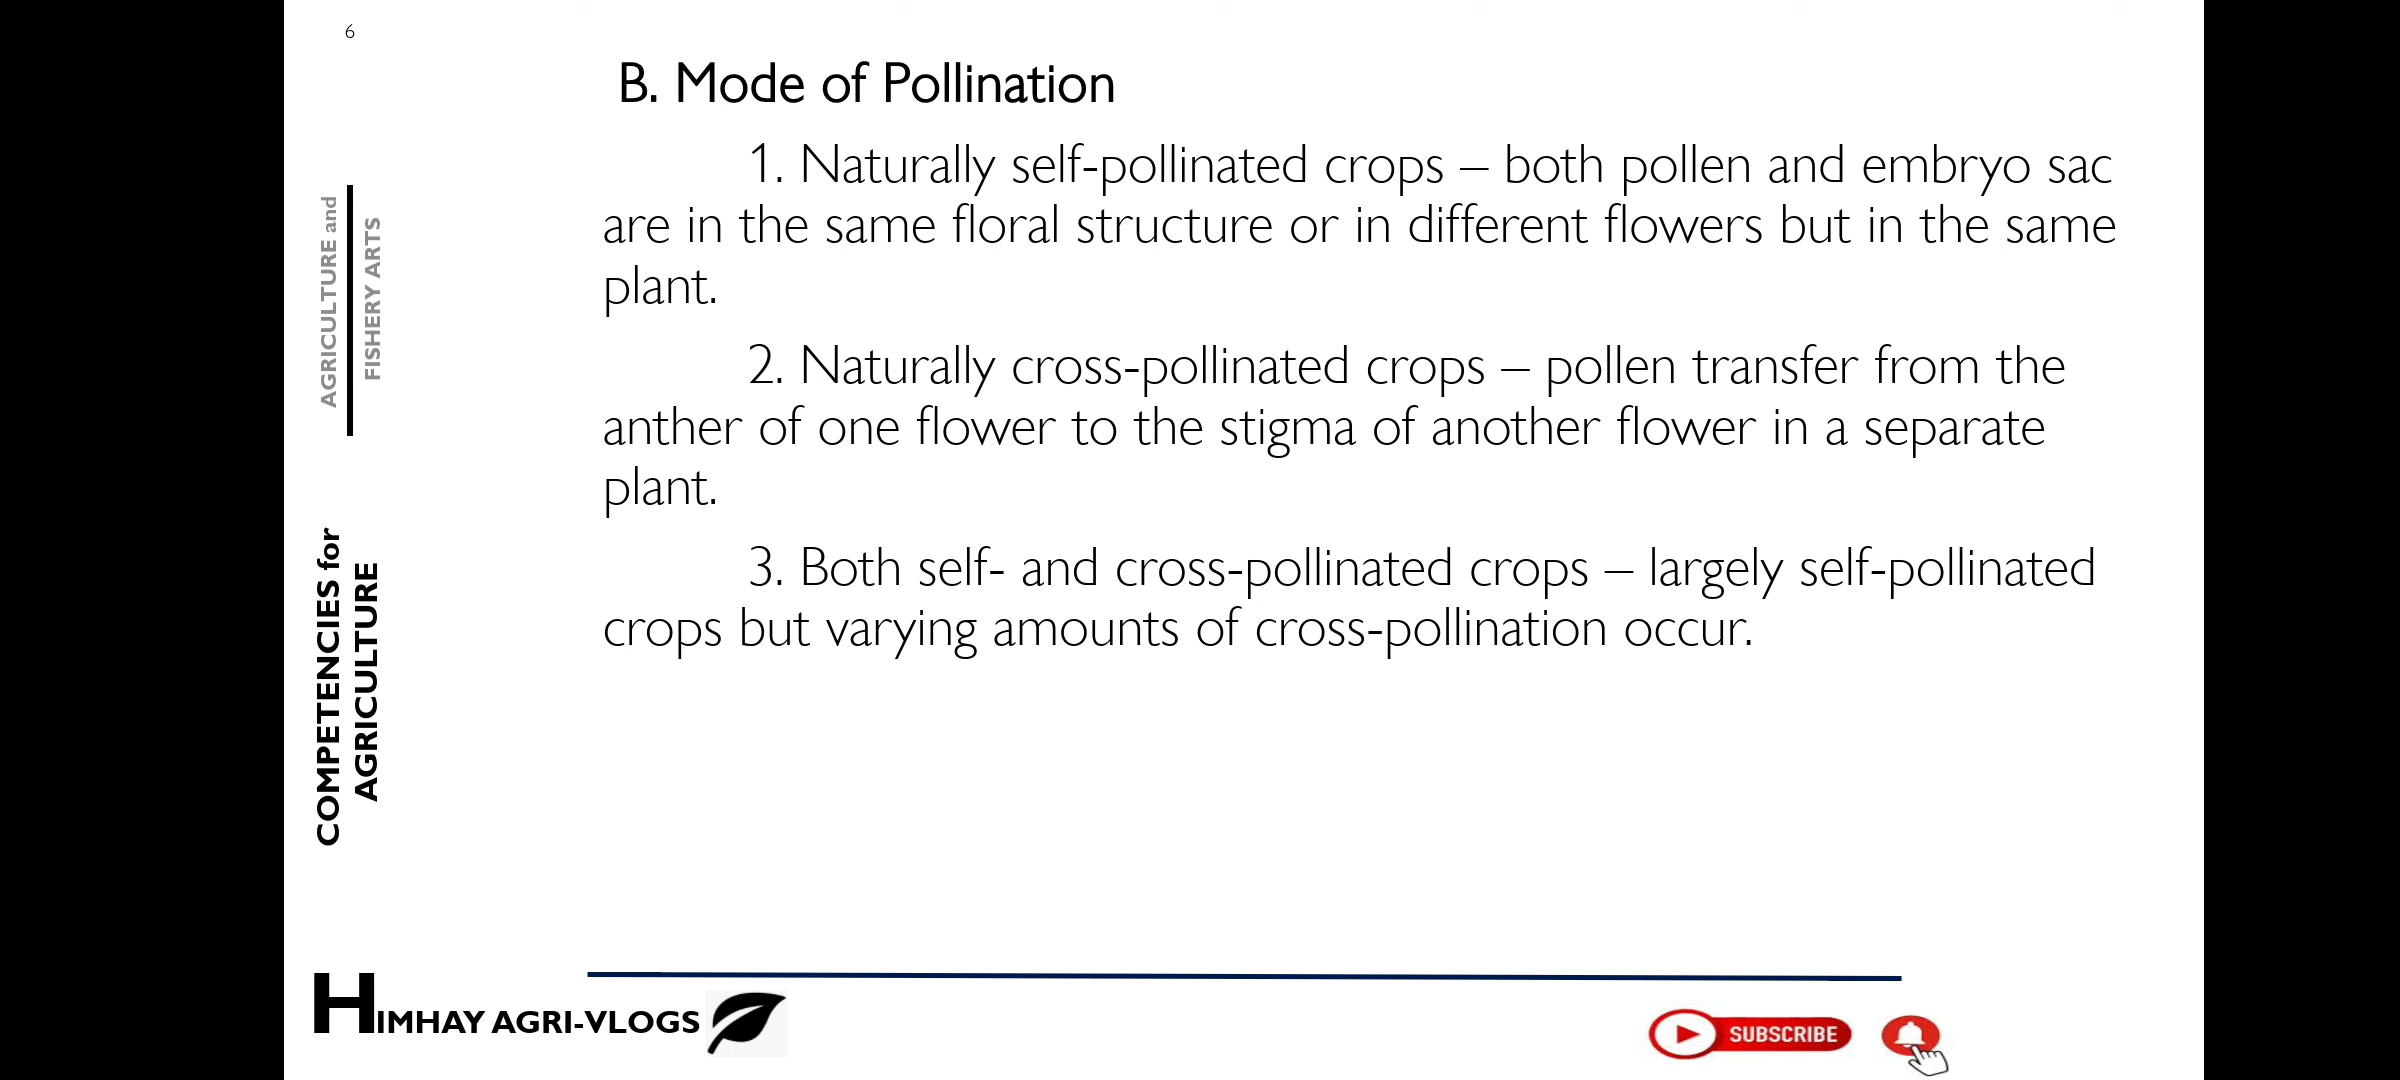 6
B. Mode of Pollination
1. Naturally self-pollinated crops – both pollen and embryo sac
are in the same floral structure or in different flowers but in the same
plant.
2. Naturally cross-pollinated crops – pollen transfer from the
anther of one flower to the stigma of another flower in a separate
plant.
3. Both self- and cross-pollinated crops – largely self-pollinated
crops but varying amounts of cross-pollination occur.
AGRICULTURE and
FISHERY ARTS
COMPETENCIES for
AGRICULTURE
HIMHAY AGRI-VLOGS
SUBSCRIBE